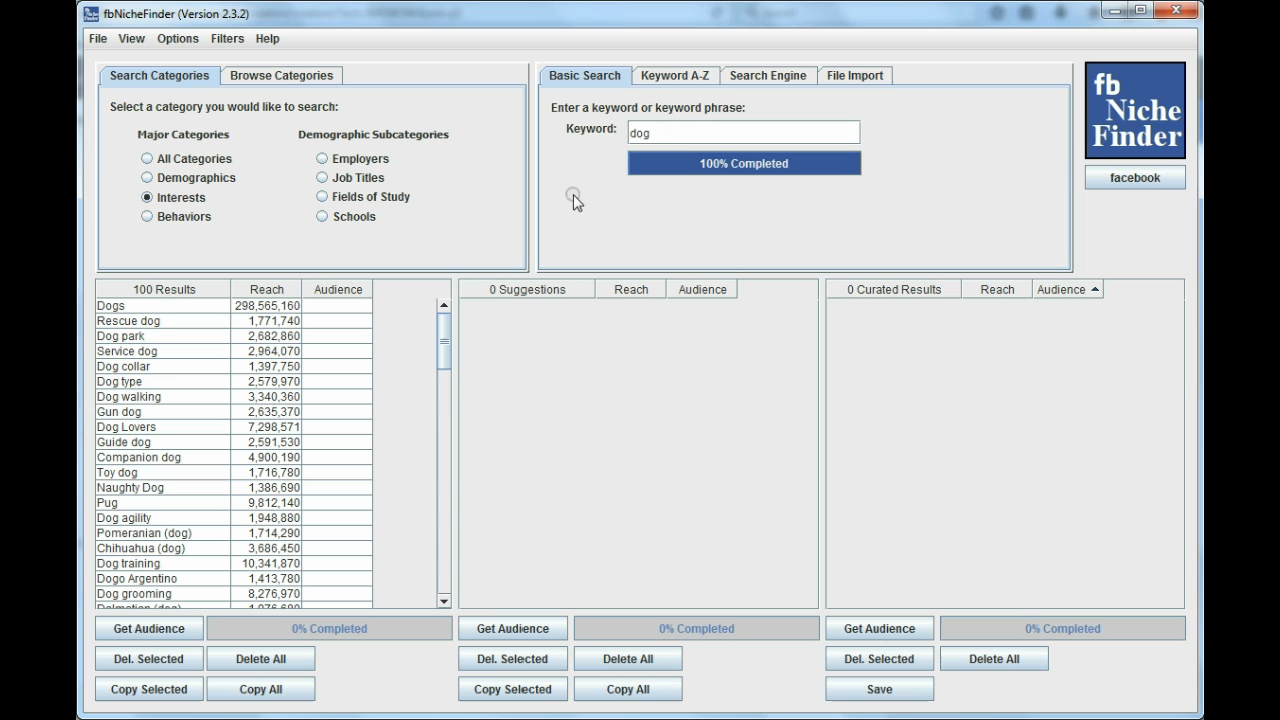 fbNicheFinder (Version 2.3.2)
File View Options Filters Help
Search Categories Browse Categories
Select a category you would like to search:
Major Categories Demographic Subcategories
All Categories Employers
Demographics Job Titles
Interests Fields of Study
Behaviors Schools
Basic Search Keyword A-Z Search Engine File Import
Enter a keyword or keyword phrase:
Keyword: dog
100% Completed
fb
Niche
Finder
facebook
100 Results Reach Audience
Dogs 298,565,160
Rescue dog 1,771,740
Dog park 2,682,860
Service dog 2,964,070
Dog collar 1,397,750
Dog type 2,579,970
Dog walking 3,340,360
Gun dog 2,635,370
Dog Lovers 7,298,571
Guide dog 2,591,530
Companion dog 4,900,190
Toy dog 1,716,780
Naughty Dog 1,386,690
Pug 9,812,140
Dog agility 1,948,880
Pomeranian (dog) 1,714,290
Chihuahua (dog) 3,686,450
Dog training 10,341,870
Dogo Argentino 1,413,780
Dog grooming 8,276,970
0 Suggestions Reach Audience
0 Curated Results Reach Audience
Get Audience 0% Completed Get Audience 0% Completed Get Audience 0% Completed
Del. Selected Delete All Del. Selected Delete All Del. Selected Delete All
Copy Selected Copy All Copy Selected Copy All Save